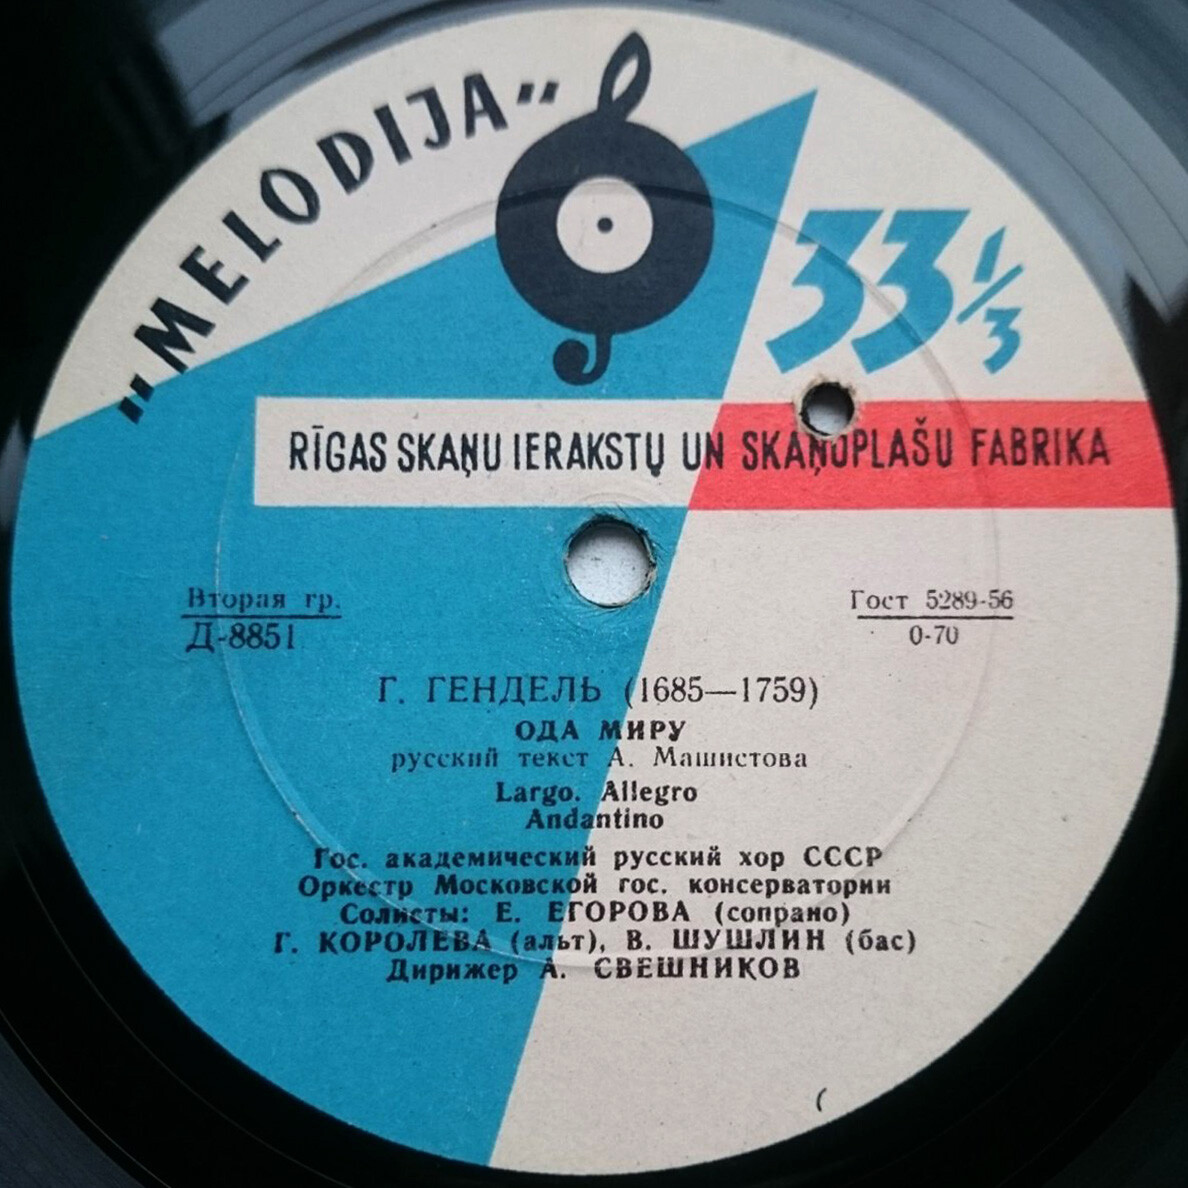 „MELODIJA”
33 1/3
RĪGAS SKAŅU IERAKSTŲ UN SKAŅUPLAŠU FABRIKA
Вторая гр.
Д-8851
Гост 5289-56
0-70
Г. ГЕНДЕЛЬ (1685—1759)
ОДА МИРУ
русский текст А. Машистова
Largo. Allegro
Andantino
Гос. академический русский хор СССР
Оркестр Московской гос. консерватории
Солисты: Е. ЕГОРОВА (сопрано)
Г. КОРОЛЕВА (альт), В. ШУШЛИН (бас)
Дирижер А. СВЕШНИКОВ